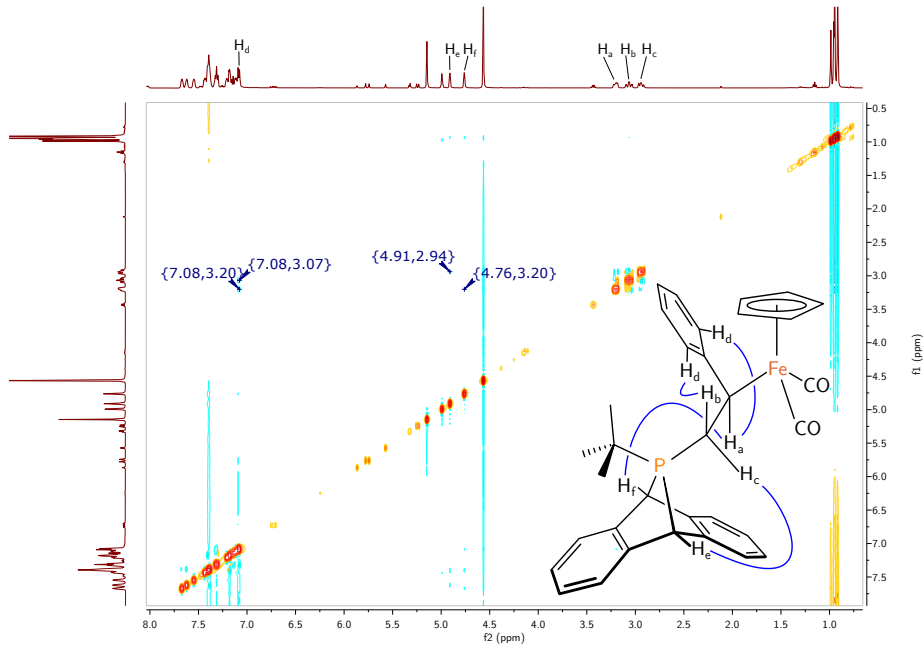 Hd
He
Hf
Ha
Hb
Hc
{7.08,3.20}
{7.08,3.07}
{4.91,2.94}
{4.76,3.20}
Hd
Hd
Fe
CO
CO
Hb
Ha
P
Hc
Hf
He
0.5
1.0
1.5
2.0
2.5
3.0
3.5
4.0
4.5
5.0
5.5
6.0
6.5
7.0
7.5
f1 (ppm)
8.0 7.5 7.0 6.5 6.0 5.5 5.0 4.5 4.0 3.5 3.0 2.5 2.0 1.5 1.0
f2 (ppm)